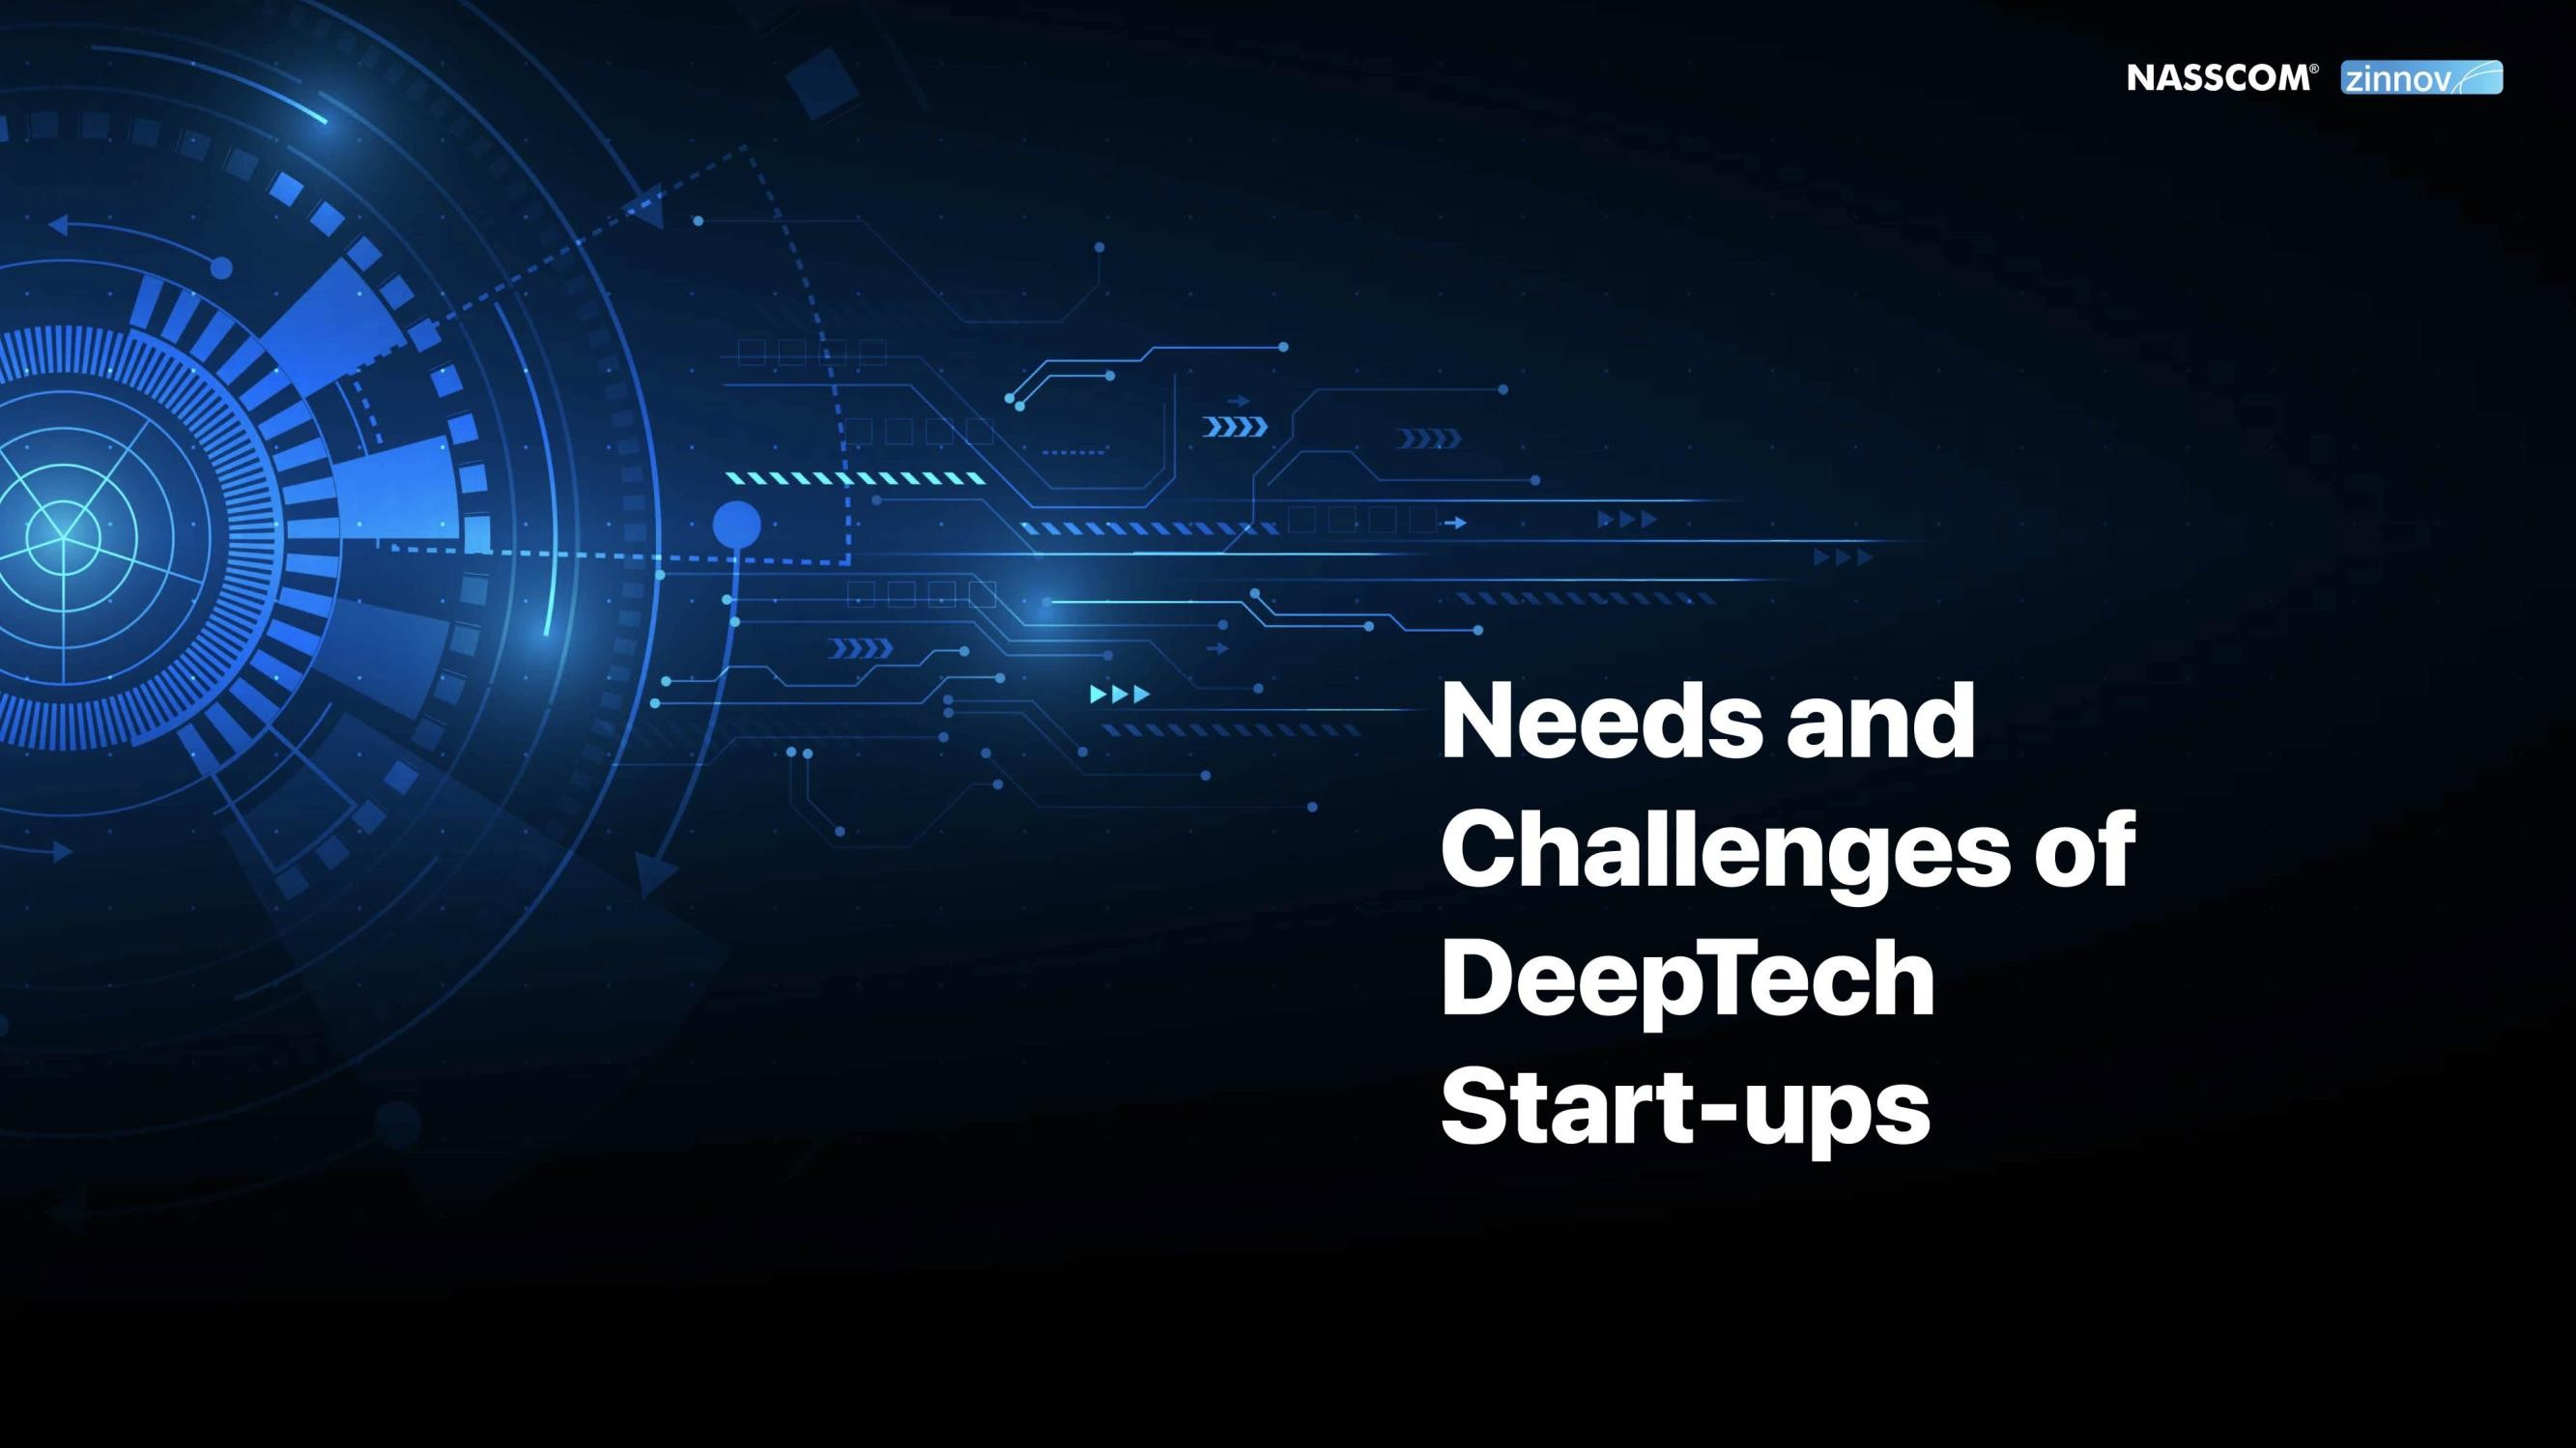 NASSCOM® zinnov
Needs and
Challenges of
DeepTech
Start-ups